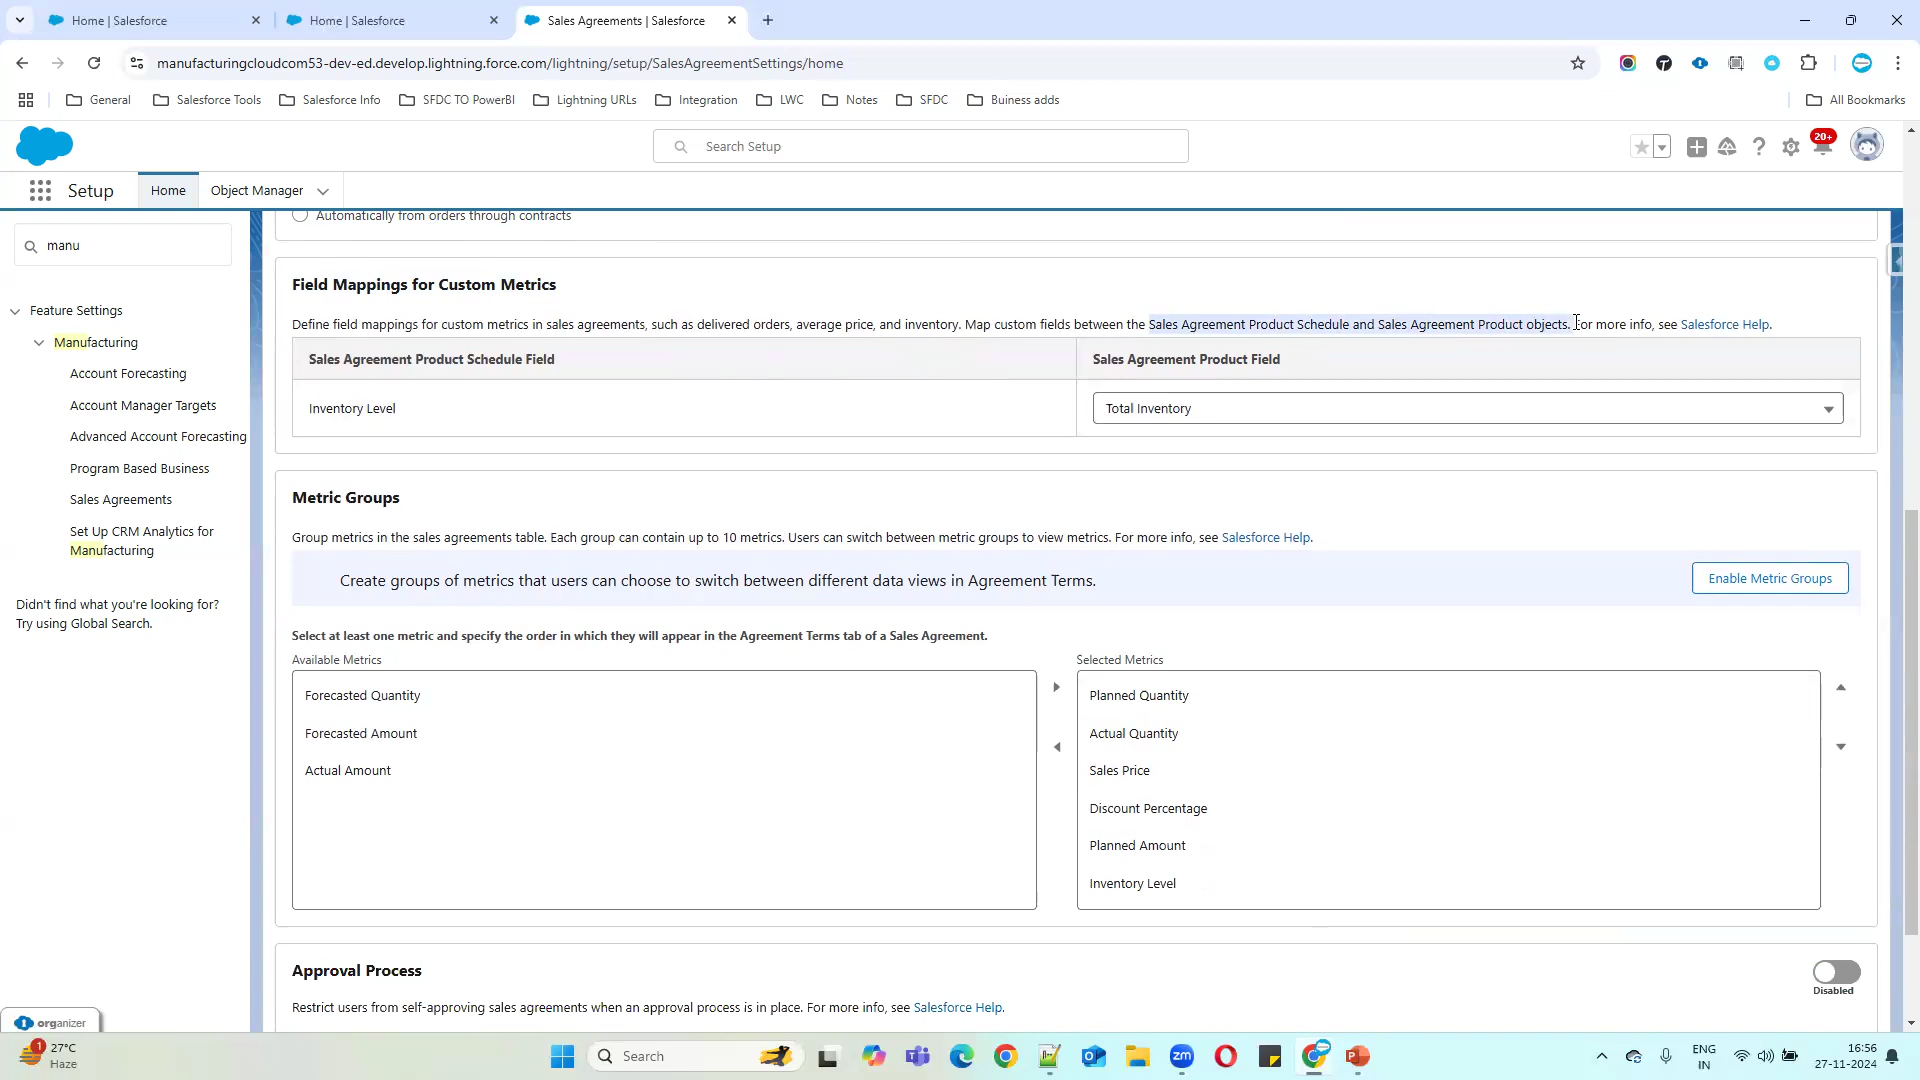 Home | Salesforce
Home | Salesforce
Sales Agreements | Salesforce
manufacturingcloudcom53-dev-ed.develop.lightning.force.com/lightning/setup/SalesAgreementSettings/home
General
Salesforce Tools
Salesforce Info
SFDC TO PowerBI
Lightning URLs
Integration
LWC
Notes
SFDC
Buiness adds
All Bookmarks
Search Setup
20+
Setup
Home
Object Manager
manu
Feature Settings
Manufacturing
Account Forecasting
Account Manager Targets
Advanced Account Forecasting
Program Based Business
Sales Agreements
Set Up CRM Analytics for
Manufacturing
Didn't find what you're looking for?
Try using Global Search.
organizer
Automatically from orders through contracts
Field Mappings for Custom Metrics
Define field mappings for custom metrics in sales agreements, such as delivered orders, average price, and inventory. Map custom fields between the Sales Agreement Product Schedule and Sales Agreement Product objects. For more info, see Salesforce Help.
Sales Agreement Product Schedule Field
Sales Agreement Product Field
Inventory Level
Total Inventory
Metric Groups
Group metrics in the sales agreements table. Each group can contain up to 10 metrics. Users can switch between metric groups to view metrics. For more info, see Salesforce Help.
Create groups of metrics that users can choose to switch between different data views in Agreement Terms.
Enable Metric Groups
Select at least one metric and specify the order in which they will appear in the Agreement Terms tab of a Sales Agreement.
Available Metrics
Forecasted Quantity
Forecasted Amount
Actual Amount
Selected Metrics
Planned Quantity
Actual Quantity
Sales Price
Discount Percentage
Planned Amount
Inventory Level
Approval Process
Disabled
Restrict users from self-approving sales agreements when an approval process is in place. For more info, see Salesforce Help.
1
27°C
Haze
Search
zm
ENG
IN
16:56
27-11-2024